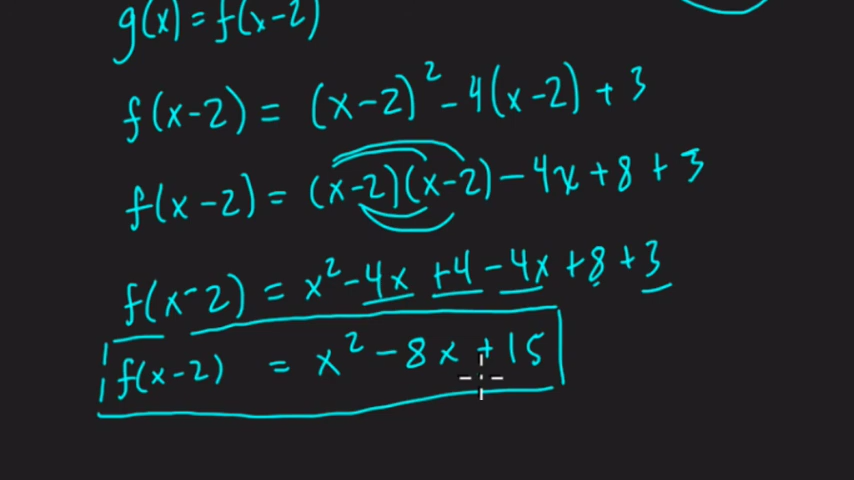 g(x) = f(x-2)
f(x-2) = (x-2)² - 4(x-2) + 3
f(x-2) = (x-2)(x-2) - 4x + 8 + 3
f(x-2) = x² - 4x + 4 - 4x + 8 + 3
f(x-2) = x² - 8x + 15